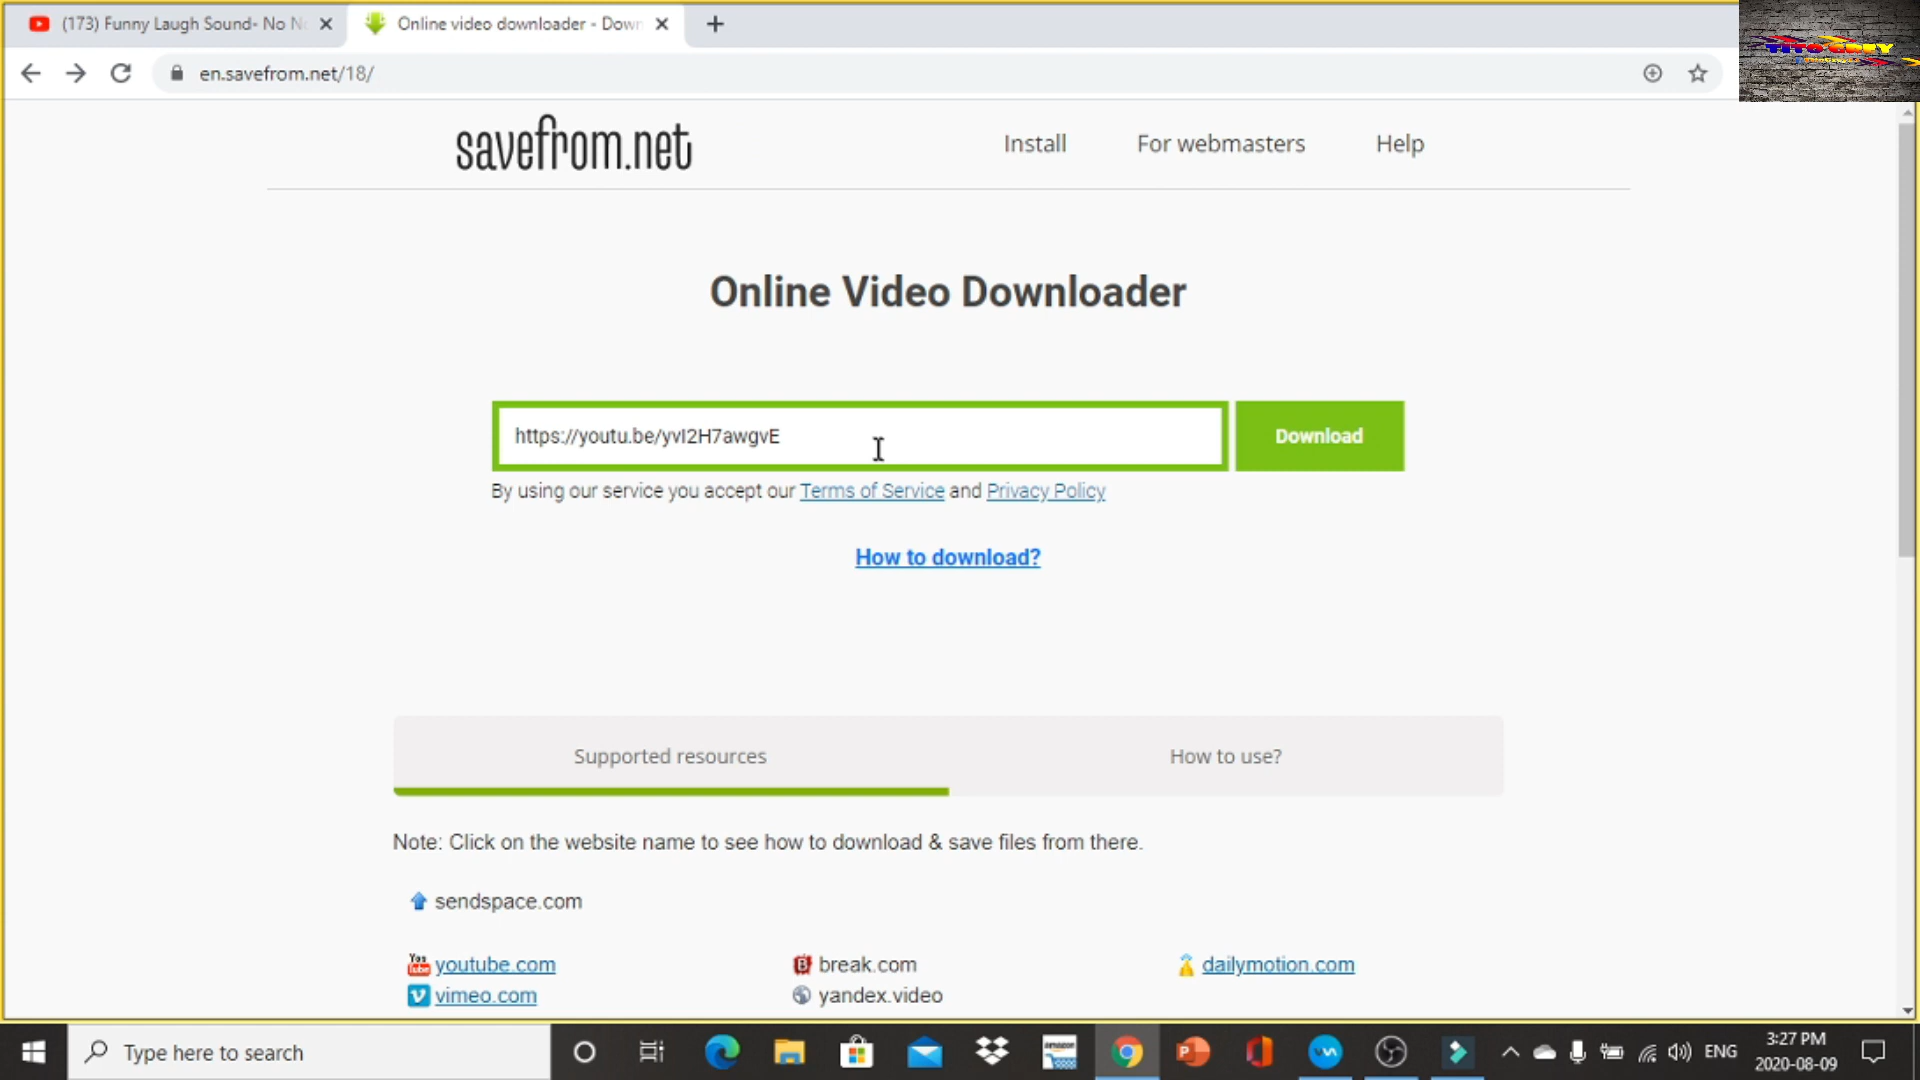 (173) Funny Laugh Sound- No N
Online video downloader - Down
en.savefrom.net/18/
savefrom.net
Install
For webmasters
Help
Online Video Downloader
https://youtu.be/yvI2H7awgvE
Download
By using our service you accept our Terms of Service and Privacy Policy
How to download?
Supported resources
How to use?
Note: Click on the website name to see how to download & save files from there.
sendspace.com
youtube.com
break.com
dailymotion.com
vimeo.com
yandex.video
Type here to search
amazon
ENG
3:27 PM
2020-08-09